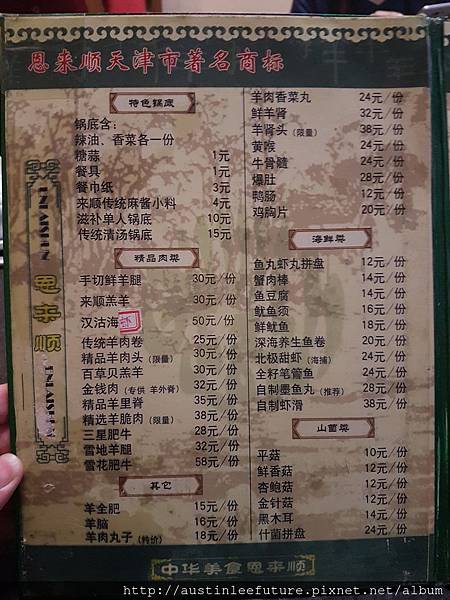 恩来顺天津市著名商标
ENLAISHUN
恩来顺
ENLAISHUN
特色锅底
锅底含:
辣油、香菜各一份
糖蒜 1元
餐具 1元
餐巾纸 3元
来顺传统麻酱小料 4元
滋补单人锅底 10元
传统清汤锅底 15元
精品肉类
手切鲜羊腿 30元/份
来顺羔羊 30元/份
汉沽海虾 50元/份
传统羊肉卷 25元/份
精品羊肉头(限量) 30元/份
百草贝羔羊 30元/份
金钱肉(专供 羊外脊) 32元/份
精品羊里脊 35元/份
精选羊脆肉(限量) 38元/份
三星肥牛 28元/份
雪地羊腿 32元/份
雪花肥牛 58元/份
其它
羊全肥 15元/份
羊脑 16元/份
羊肉丸子(特价) 18元/份
羊肉香菜丸 24元/份
鲜羊肾 32元/份
羊肾头(限量) 38元/份
黄喉 24元/份
牛骨髓 24元/份
爆肚 28元/份
鸭肠 12元/份
鸡胸片 20元/份
海鲜类
鱼丸虾丸拼盘 12元/份
蟹肉棒 14元/份
鱼豆腐 14元/份
鱿鱼须 16元/份
鲜鱿鱼 18元/份
深海养生鱼卷 20元/份
北极甜虾(海捕) 24元/份
全籽笔管鱼 24元/份
自制墨鱼丸(推荐) 28元/份
自制虾滑 38元/份
山菌类
平菇 10元/份
鲜香菇 12元/份
杏鲍菇 12元/份
金针菇 12元/份
黑木耳 14元/份
什菌拼盘 24元/份
中华美食恩来顺
http://austinleefuture.pixnet.net/album